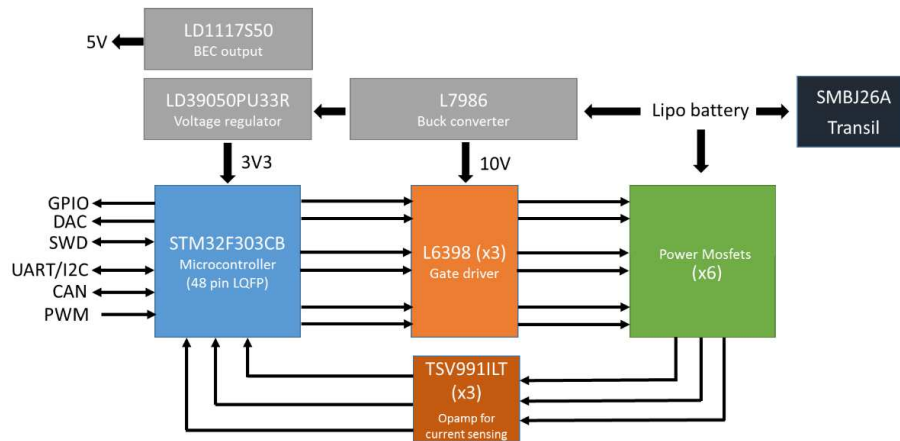 LD1117S50
BEC output
5V
LD39050PU33R
Voltage regulator
L7986
Buck converter
Lipo battery
SMBJ26A
Transil
3V3
10V
GPIO
DAC
SWD
UART/I2C
CAN
PWM
STM32F303CB
Microcontroller
(48 pin LQFP)
L6398 (x3)
Gate driver
Power Mosfets
(x6)
TSV991ILT
(x3)
Opamp for
current sensing